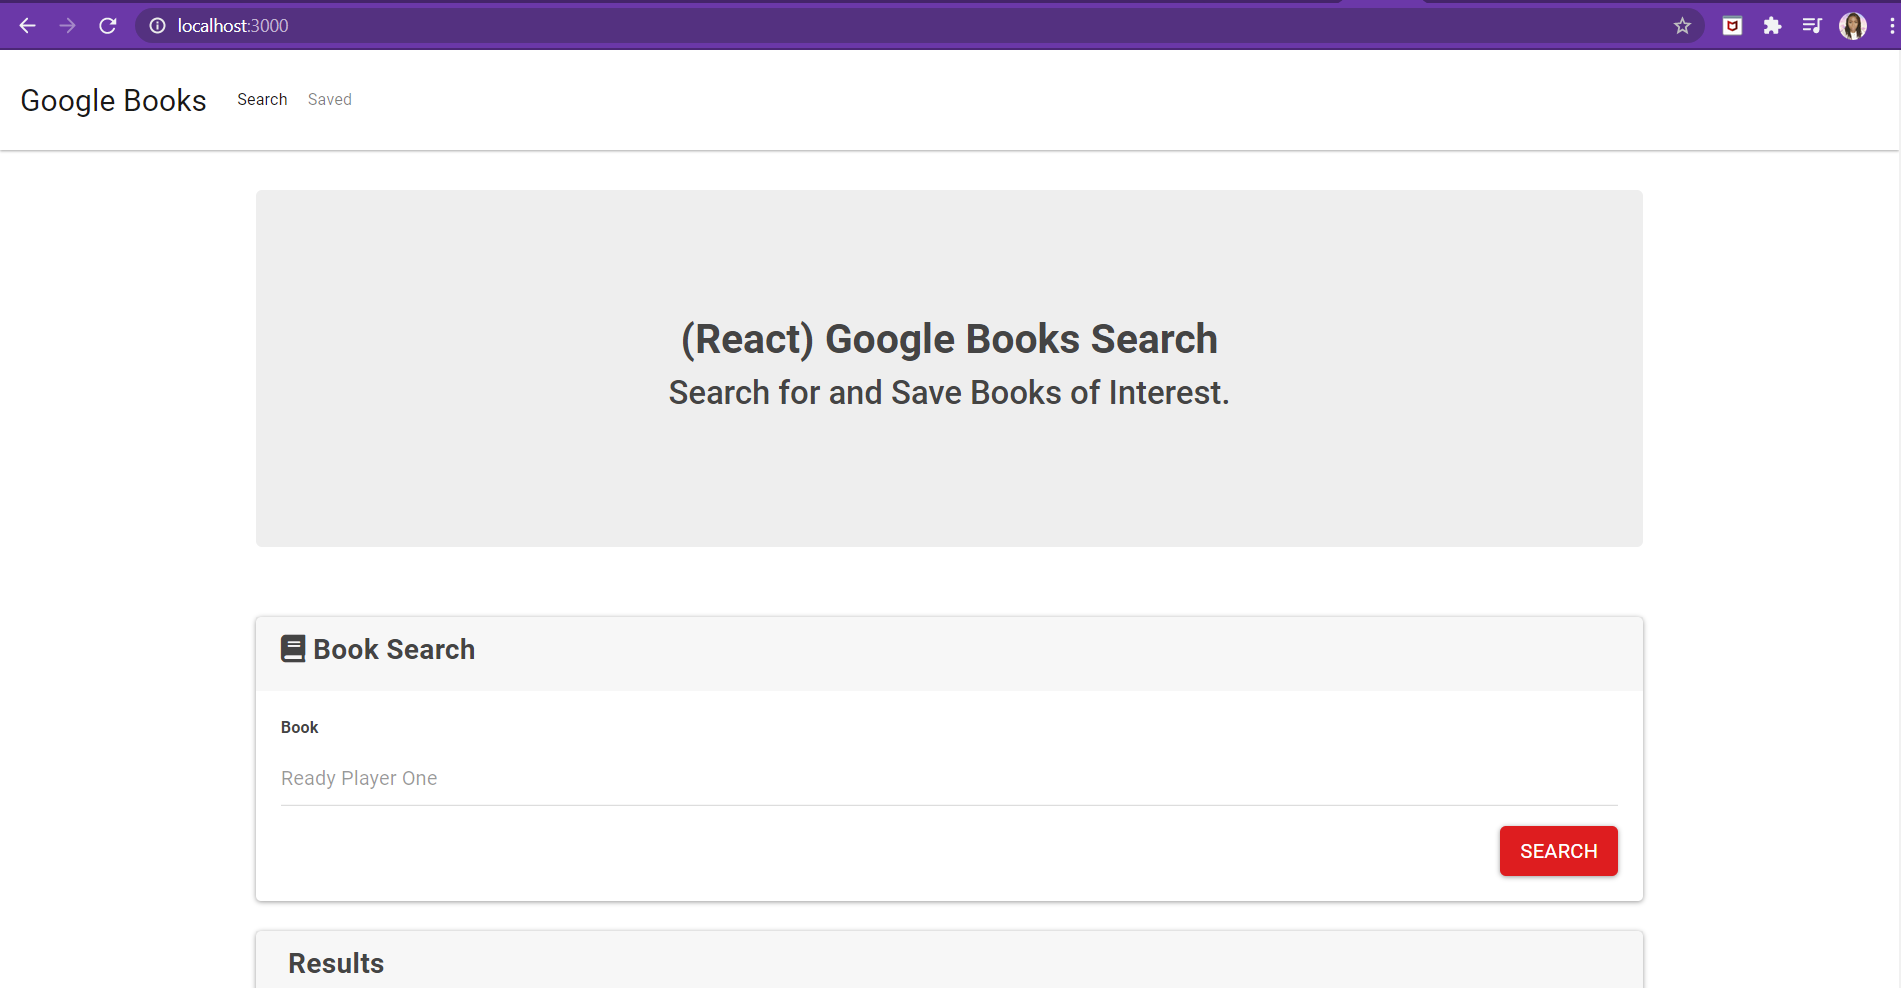 localhost:3000
Google Books Search Saved
(React) Google Books Search
Search for and Save Books of Interest.
Book Search
Book
Ready Player One
SEARCH
Results